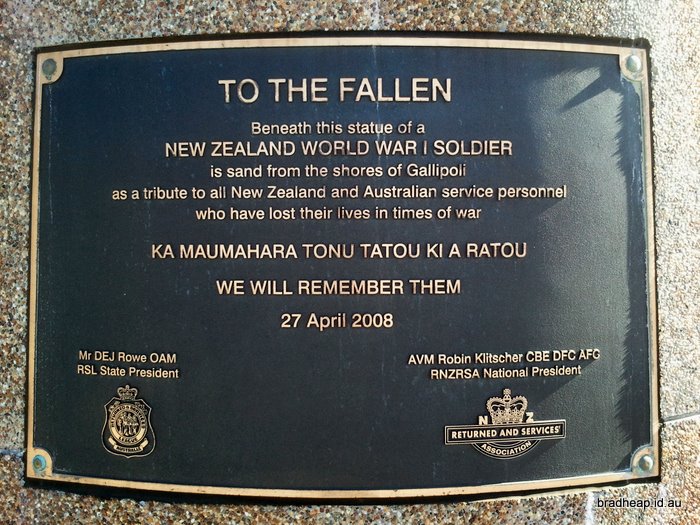 TO THE FALLEN
Beneath this statue of a
NEW ZEALAND WORLD WAR I SOLDIER
is sand from the shores of Gallipoli
as a tribute to all New Zealand and Australian service personnel
who have lost their lives in times of war
KA MAUMAHARA TONU TATOU KI A RATOU
WE WILL REMEMBER THEM
27 April 2008
Mr DEJ Rowe OAM
RSL State President
AVM Robin Klitscher CBE DFC AFC
RNZRSA National President
N Z
RETURNED AND SERVICES'
ASSOCIATION
bradheap.id.au